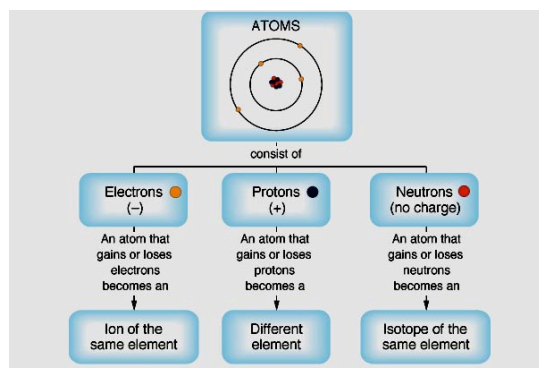 ATOMS
consist of
Electrons
(–)
Protons
(+)
Neutrons
(no charge)
An atom that
gains or loses
electrons
becomes an
An atom that
gains or loses
protons
becomes a
An atom that
gains or loses
neutrons
becomes an
Ion of the
same element
Different
element
Isotope of the
same element